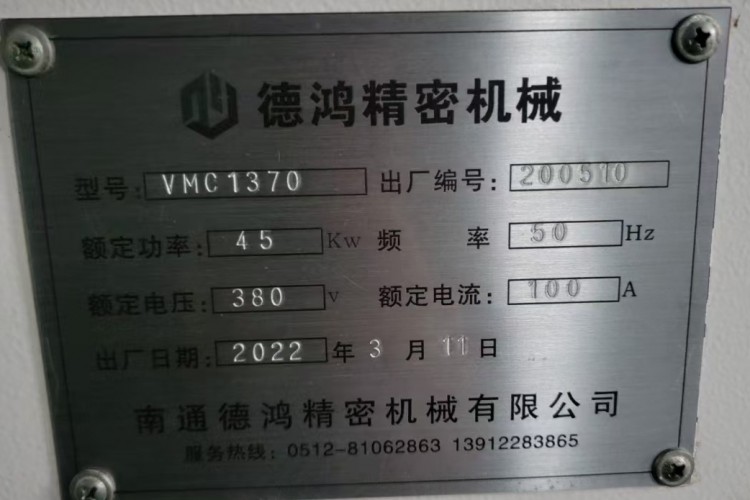 德鸿精密机械
型号: VMC1370 出厂编号: 200510
额定功率: 45 Kw 频 率 50 Hz
额定电压: 380 v 额定电流: 100 A
出厂日期: 2022 年 3 月 11 日
南通德鸿精密机械有限公司
服务热线: 0512-81062863 13912283865